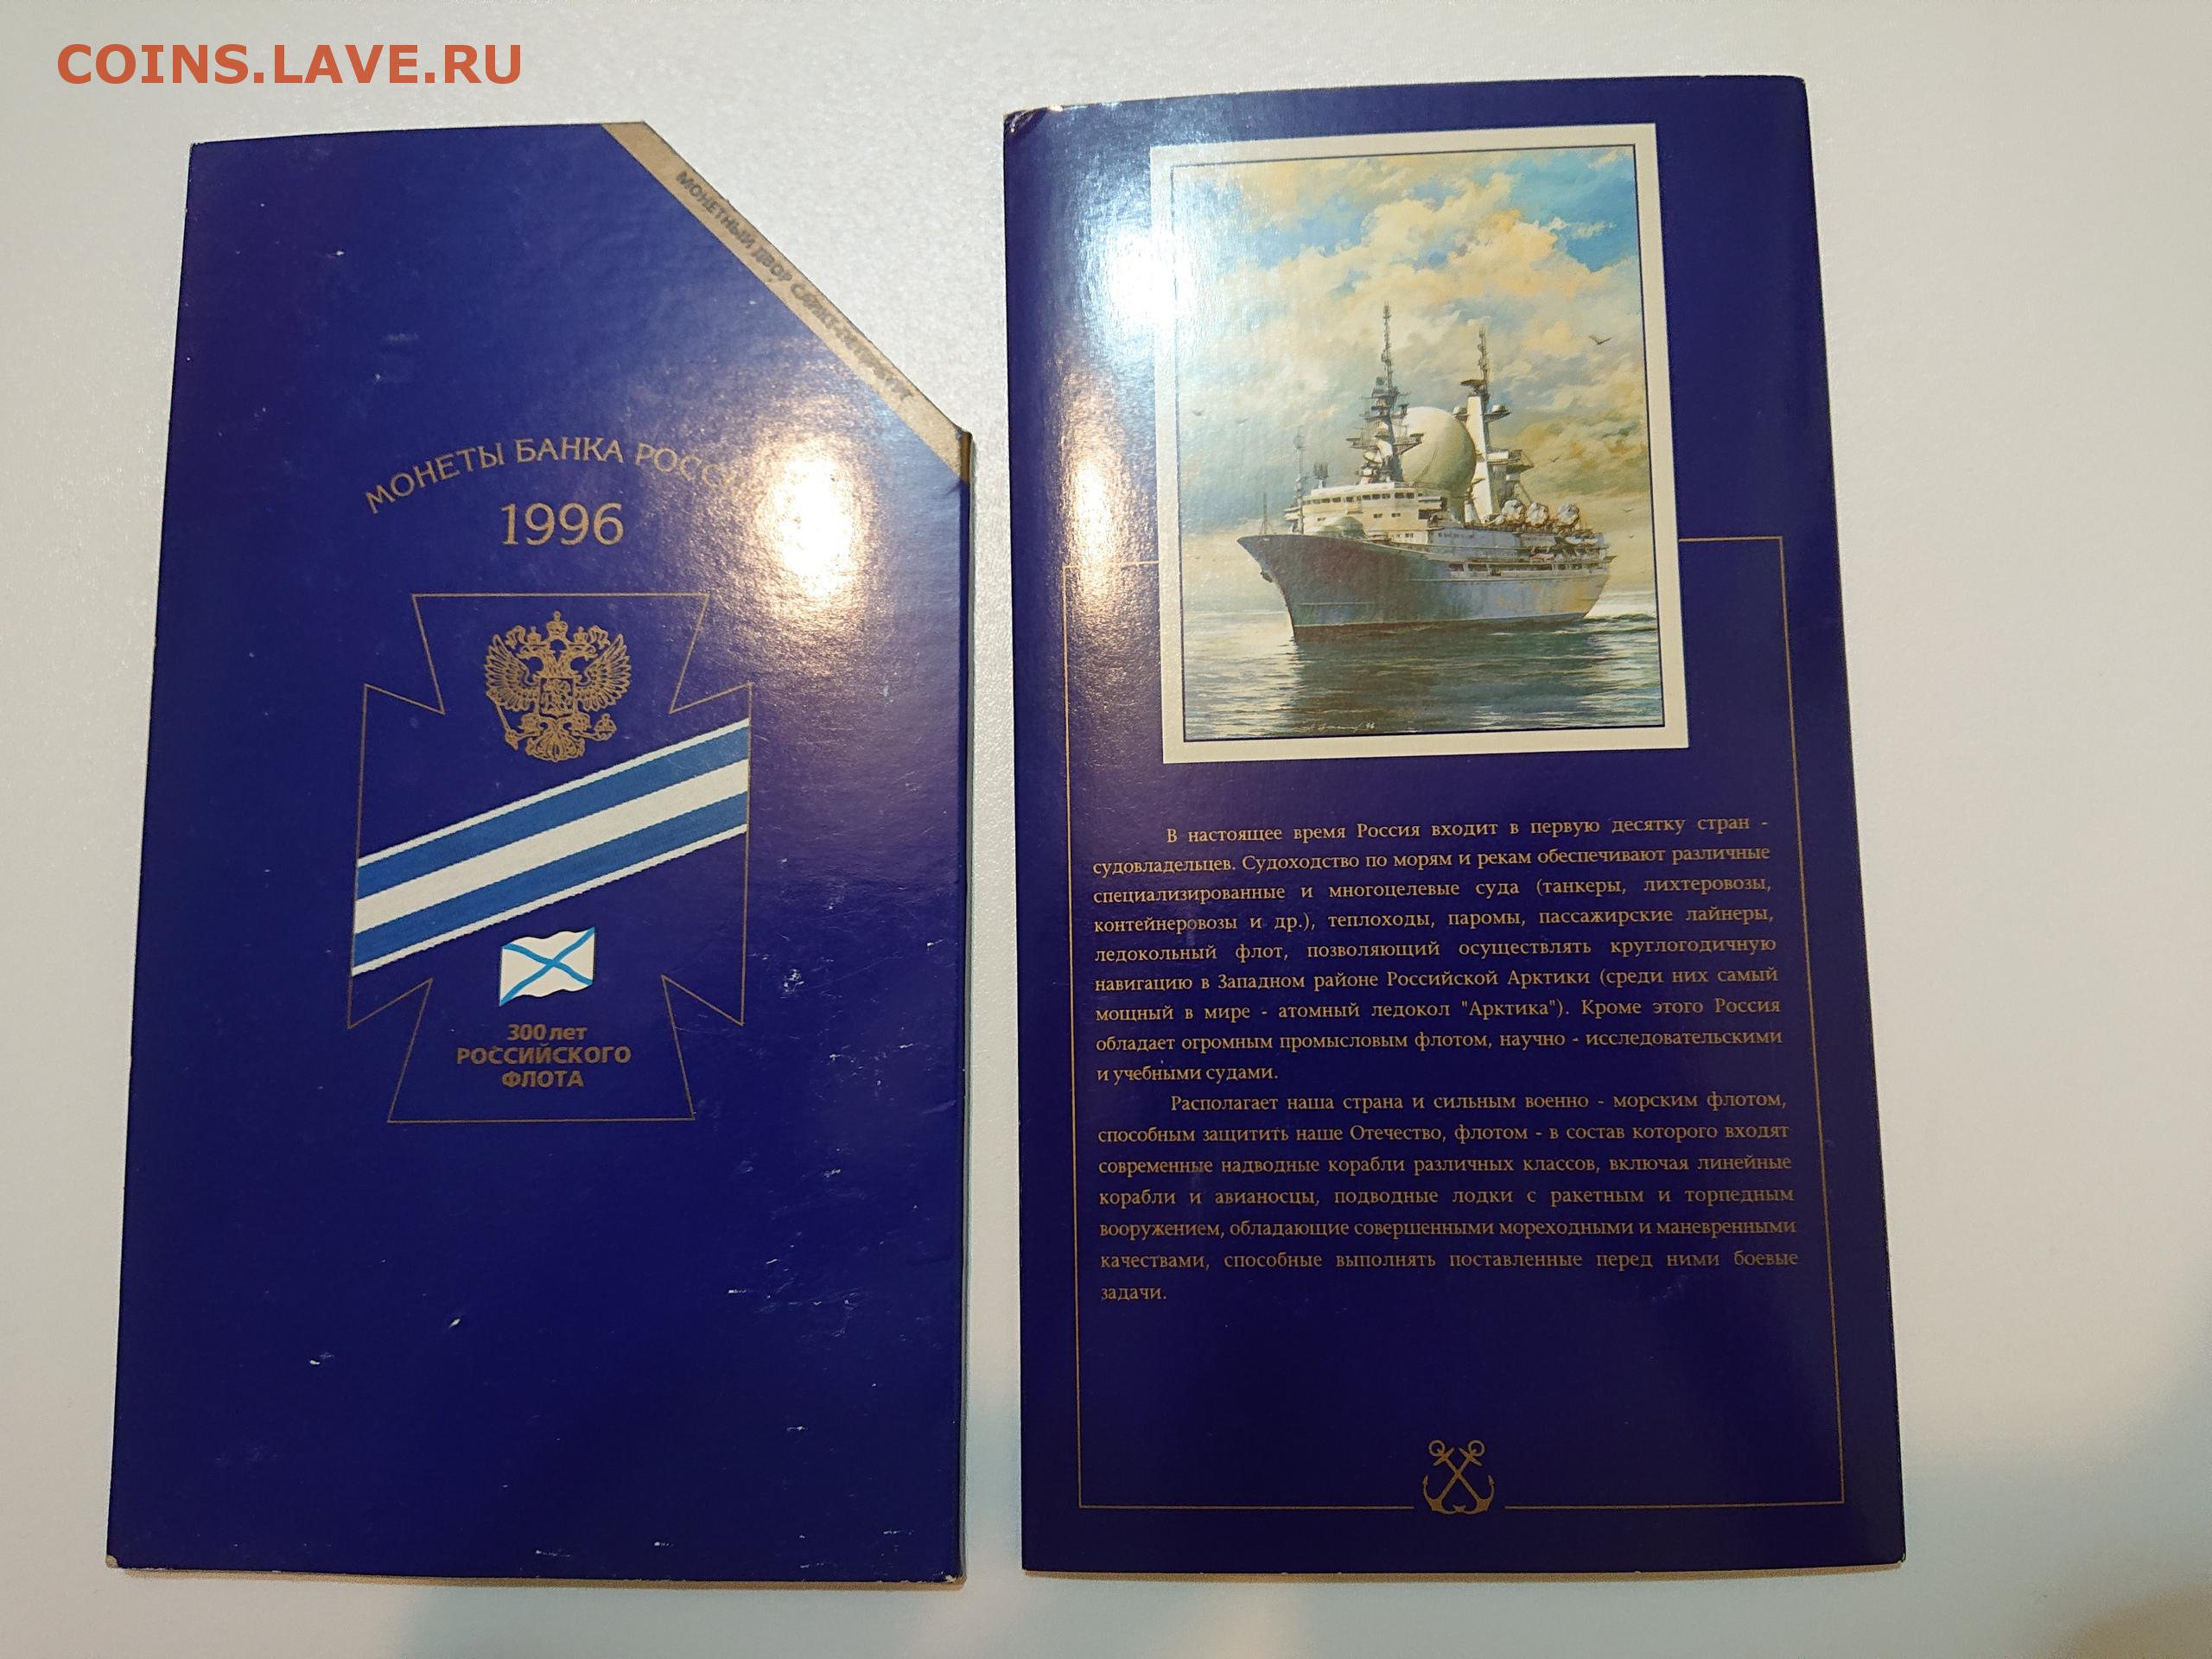 COINS.LAVE.RU
МОНЕТНЫЙ ДВОР САНКТ-ПЕТЕРБУРГ
МОНЕТЫ БАНКА РОССИИ
1996
300 лет
РОССИЙСКОГО
ФЛОТА
В настоящее время Россия входит в первую десятку стран -
судовладельцев. Судоходство по морям и рекам обеспечивают различные
специализированные и многоцелевые суда (танкеры, лихтеровозы,
контейнеровозы и др.), теплоходы, паромы, пассажирские лайнеры,
ледокольный флот, позволяющий осуществлять круглогодичную
навигацию в Западном районе Российской Арктики (среди них самый
мощный в мире - атомный ледокол "Арктика"). Кроме этого Россия
обладает огромным промысловым флотом, научно - исследовательскими
и учебными судами.
Располагает наша страна и сильным военно - морским флотом,
способным защитить наше Отечество, флотом - в состав которого входят
современные надводные корабли различных классов, включая линейные
корабли и авианосцы, подводные лодки с ракетным и торпедным
вооружением, обладающие совершенными мореходными и маневренными
качествами, способные выполнять поставленные перед ними боевые
задачи.